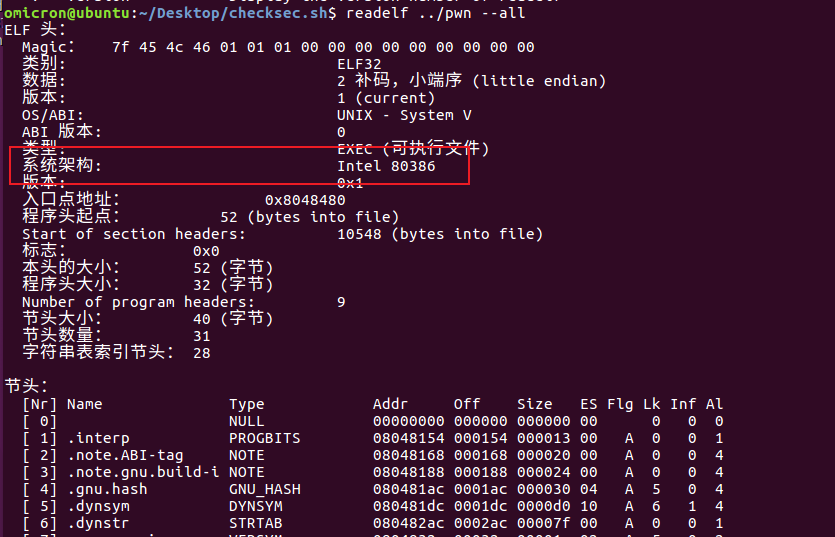 omicron@ubuntu:~/Desktop/checksec.sh$ readelf ../pwn --all
ELF 头：
  Magic：   7f 45 4c 46 01 01 01 00 00 00 00 00 00 00 00 00
  类别:                              ELF32
  数据:                              2 补码，小端序 (little endian)
  版本:                              1 (current)
  OS/ABI:                            UNIX - System V
  ABI 版本:                          0
  类型:                              EXEC (可执行文件)
  系统架构:                          Intel 80386
  版本:                              0x1
  入口点地址：               0x8048480
  程序头起点：          52 (bytes into file)
  Start of section headers:          10548 (bytes into file)
  标志：             0x0
  本头的大小：       52 (字节)
  程序头大小：       32 (字节)
  Number of program headers:         9
  节头大小：         40 (字节)
  节头数量：         31
  字符串表索引节头： 28
节头：
  [Nr] Name              Type            Addr     Off    Size   ES Flg Lk Inf Al
  [ 0]                   NULL            00000000 000000 000000 00      0   0  0
  [ 1] .interp           PROGBITS        08048154 000154 000013 00   A  0   0  1
  [ 2] .note.ABI-tag     NOTE            08048168 000168 000020 00   A  0   0  4
  [ 3] .note.gnu.build-i NOTE            08048188 000188 000024 00   A  0   0  4
  [ 4] .gnu.hash         GNU_HASH        080481ac 0001ac 000030 04   A  5   0  4
  [ 5] .dynsym           DYNSYM          080481dc 0001dc 0000d0 10   A  6   1  4
  [ 6] .dynstr           STRTAB          080482ac 0002ac 00007f 00   A  0   0  1